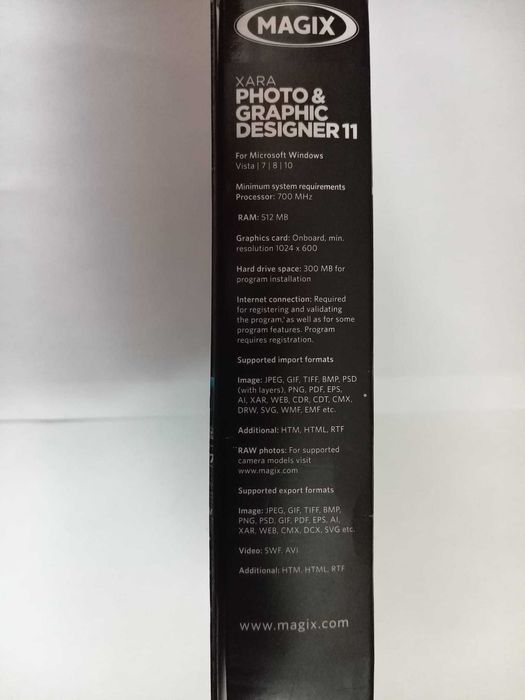 MAGIX
XARA
PHOTO &
GRAPHIC
DESIGNER 11
For Microsoft Windows
Vista | 7 | 8 | 10
Minimum system requirements
Processor: 700 MHz
RAM: 512 MB
Graphics card: Onboard, min.
resolution 1024 x 600
Hard drive space: 300 MB for
program installation
Internet connection: Required
for registering and validating
the program, as well as for some
program features. Program
requires registration.
Supported import formats
Image: JPEG, GIF, TIFF, BMP, PSD
(with layers), PNG, PDF, EPS,
AI, XAR, WEB, CDR, CDT, CMX,
DRW, SVG, WMF, EMF etc.
Additional: HTM, HTML, RTF
RAW photos: For supported
camera models visit
www.magix.com
Supported export formats
Image: JPEG, GIF, TIFF, BMP,
PNG, PSD, GIF, PDF, EPS, AI,
XAR, WEB, CMX, DCX, SVG etc.
Video: SWF, AVI
Additional: HTM, HTML, RTF
www.magix.com